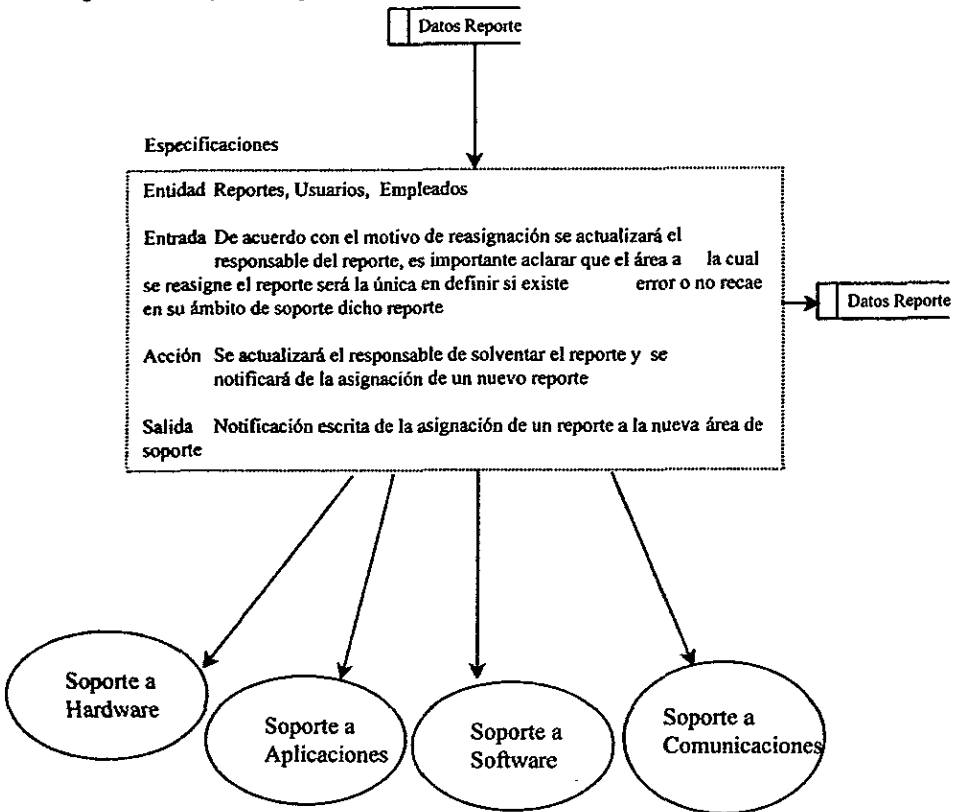 Datos Reporte
Especificaciones
Entidad Reportes, Usuarios, Empleados
Entrada De acuerdo con el motivo de reasignación se actualizará el
responsable del reporte, es importante aclarar que el área a la cual
se reasigne el reporte será la única en definir si existe error o no recae
en su ámbito de soporte dicho reporte
Datos Reporte
Acción Se actualizará el responsable de solventar el reporte y se
notificará de la asignación de un nuevo reporte
Salida Notificación escrita de la asignación de un reporte a la nueva área de
soporte
Soporte a
Hardware
Soporte a
Aplicaciones
Soporte a
Software
Soporte a
Comunicaciones